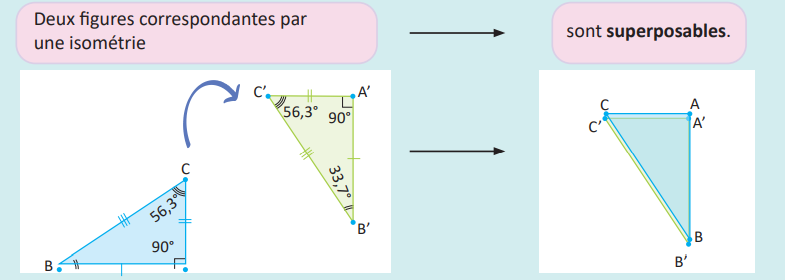 Deux figures correspondantes par
une isométrie
sont superposables.
C'
A'
56,3°
90°
33,7°
B'
C
56,3°
90°
B
C
A
C'
A'
B
B'